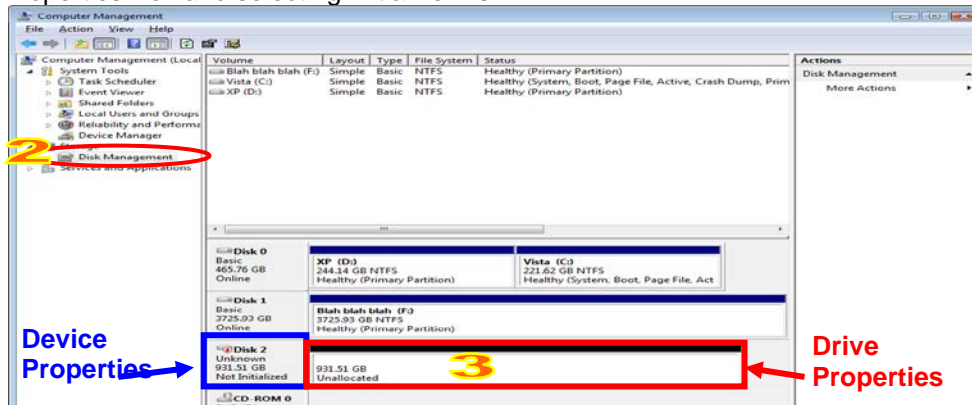 Computer Management
File Action View Help
Computer Management (Local
System Tools
Task Scheduler
Event Viewer
Shared Folders
Local Users and Groups
Reliability and Performa
Device Manager
Storage
Disk Management
Services and Applications
2
Volume Layout Type File System Status
Blah blah blah (F:) Simple Basic NTFS Healthy (Primary Partition)
Vista (C:) Simple Basic NTFS Healthy (System, Boot, Page File, Active, Crash Dump, Prim
XP (D:) Simple Basic NTFS Healthy (Primary Partition)
Actions
Disk Management
More Actions
Disk 0
Basic
465.76 GB
Online
XP (D:)
244.14 GB NTFS
Healthy (Primary Partition)
Vista (C:)
221.62 GB NTFS
Healthy (System, Boot, Page File, Act
Disk 1
Basic
3725.93 GB
Online
Blah blah blah (F:)
3725.93 GB NTFS
Healthy (Primary Partition)
Device
Properties
Disk 2
Unknown
931.51 GB
Not Initialized
931.51 GB
Unallocated
3
Drive
Properties
CD-ROM 0